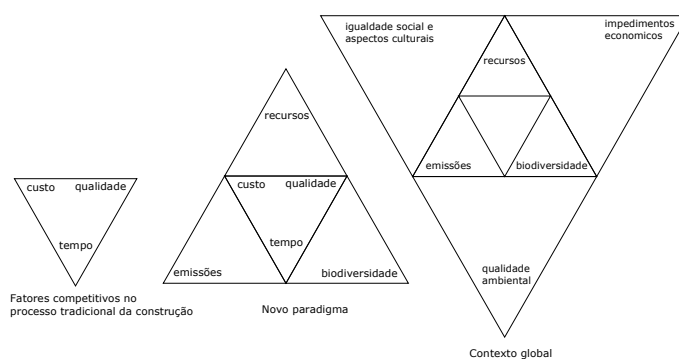 custo qualidade
tempo
Fatores competitivos no
processo tradicional da construção
recursos
custo qualidade
tempo
emissões biodiversidade
Novo paradigma
igualdade social e
aspectos culturais
impedimentos
economicos
recursos
emissões biodiversidade
qualidade
ambiental
Contexto global